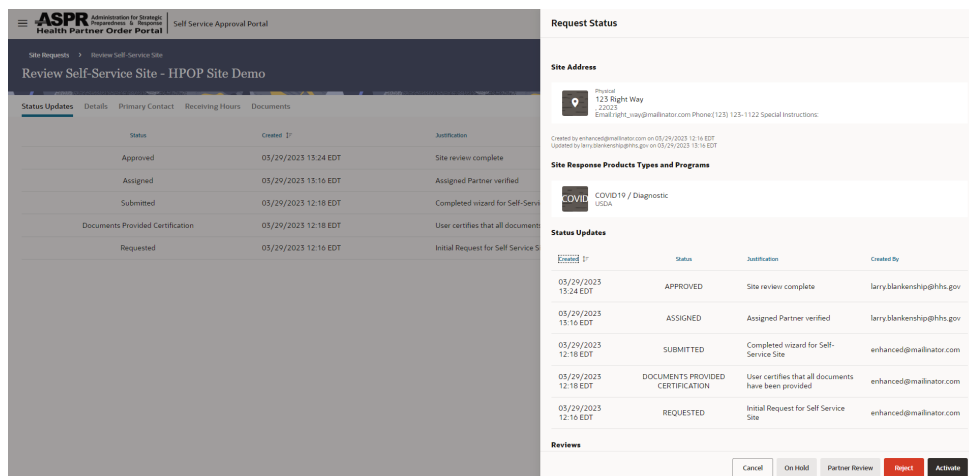 ASPR Administration for Strategic Preparedness & Response
Health Partner Order Portal
Self Service Approval Portal
Site Requests > Review Self-Service Site
Review Self-Service Site - HPOP Site Demo
Status Updates Details Primary Contact Receiving Hours Documents
Status Created Justification
Approved 03/29/2023 13:24 EDT Site review complete
Assigned 03/29/2023 13:16 EDT Assigned Partner verified
Submitted 03/29/2023 12:18 EDT Completed wizard for Self-Servi
Documents Provided Certification 03/29/2023 12:18 EDT User certifies that all document
Requested 03/29/2023 12:16 EDT Initial Request for Self Service S
Request Status
Site Address
Physical
123 Right Way
, 22023
Email:right_way@mailinator.com Phone:(123) 123-1122 Special Instructions:
Created by enhanced@mailinator.com on 03/29/2023 12:16 EDT
Updated by larry.blankenship@hhs.gov on 03/29/2023 13:16 EDT
Site Response Products Types and Programs
COVID
COVID19 / Diagnostic
USDA
Status Updates
Created Status Justification Created By
03/29/2023
13:24 EDT APPROVED Site review complete larry.blankenship@hhs.gov
03/29/2023
13:16 EDT ASSIGNED Assigned Partner verified larry.blankenship@hhs.gov
03/29/2023 Completed wizard for Self-
12:18 EDT SUBMITTED Service Site enhanced@mailinator.com
03/29/2023 DOCUMENTS PROVIDED User certifies that all documents
12:18 EDT CERTIFICATION have been provided enhanced@mailinator.com
03/29/2023 Initial Request for Self Service
12:16 EDT REQUESTED Site enhanced@mailinator.com
Reviews
Cancel On Hold Partner Review Reject Activate